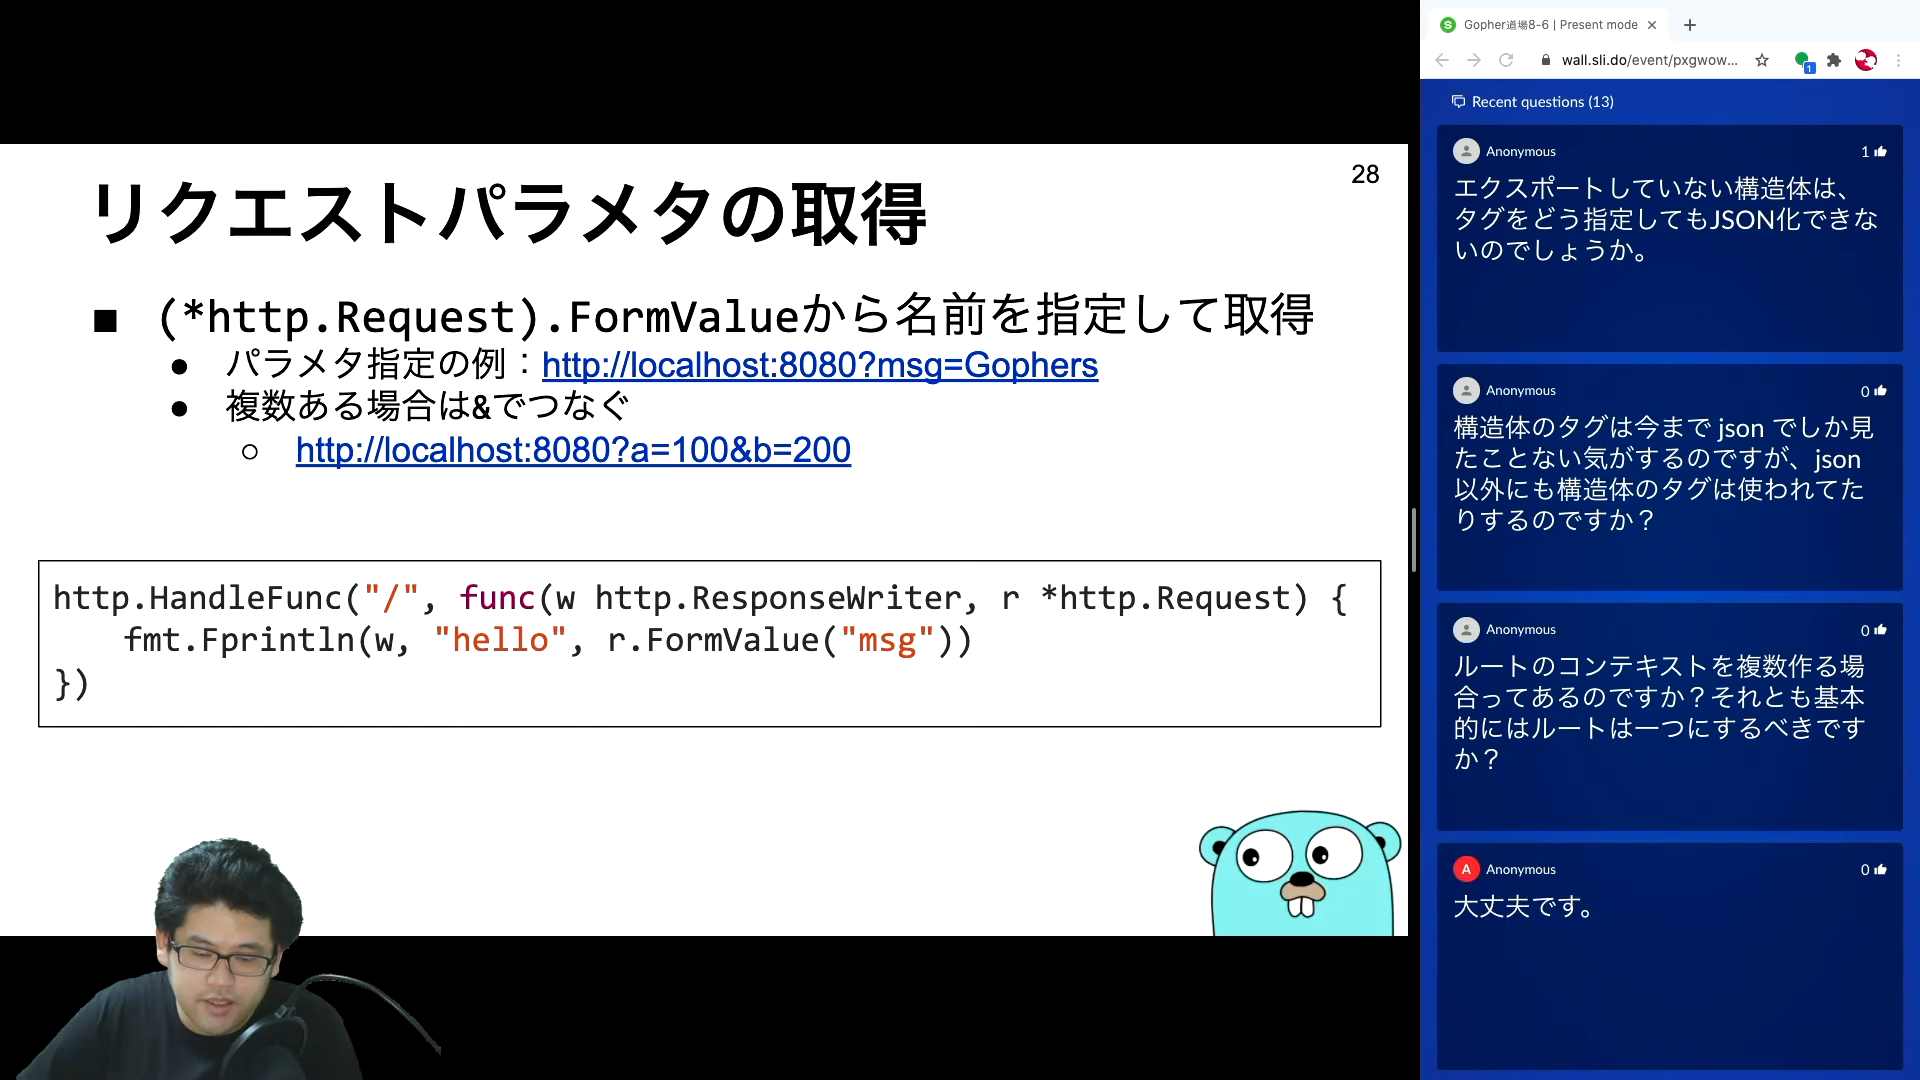 28
リクエストパラメタの取得
■ (*http.Request).FormValueから名前を指定して取得
● パラメタ指定の例：http://localhost:8080?msg=Gophers
● 複数ある場合は&でつなぐ
○ http://localhost:8080?a=100&b=200
http.HandleFunc("/", func(w http.ResponseWriter, r *http.Request) {
fmt.Fprintln(w, "hello", r.FormValue("msg"))
})
Gopher道場8-6 | Present mode
wall.sli.do/event/pxgwow...
1
Recent questions (13)
Anonymous 1
エクスポートしていない構造体は、
タグをどう指定してもJSON化できな
いのでしょうか。
Anonymous 0
構造体のタグは今まで json でしか見
たことない気がするのですが、json
以外にも構造体のタグは使われてた
りするのですか？
Anonymous 0
ルートのコンテキストを複数作る場
合ってあるのですか？それとも基本
的にはルートは一つにするべきです
か？
A Anonymous 0
大丈夫です。